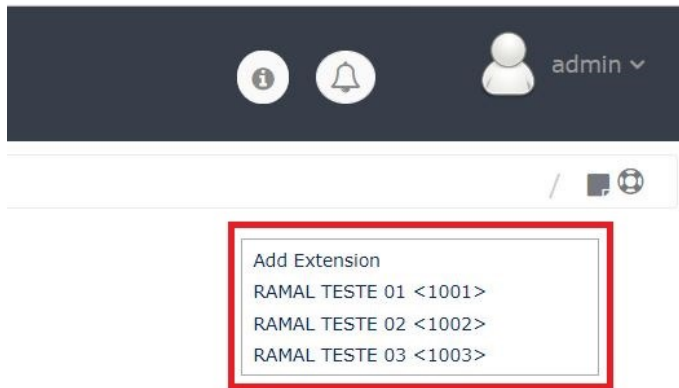 admin
/
Add Extension
RAMAL TESTE 01 <1001>
RAMAL TESTE 02 <1002>
RAMAL TESTE 03 <1003>